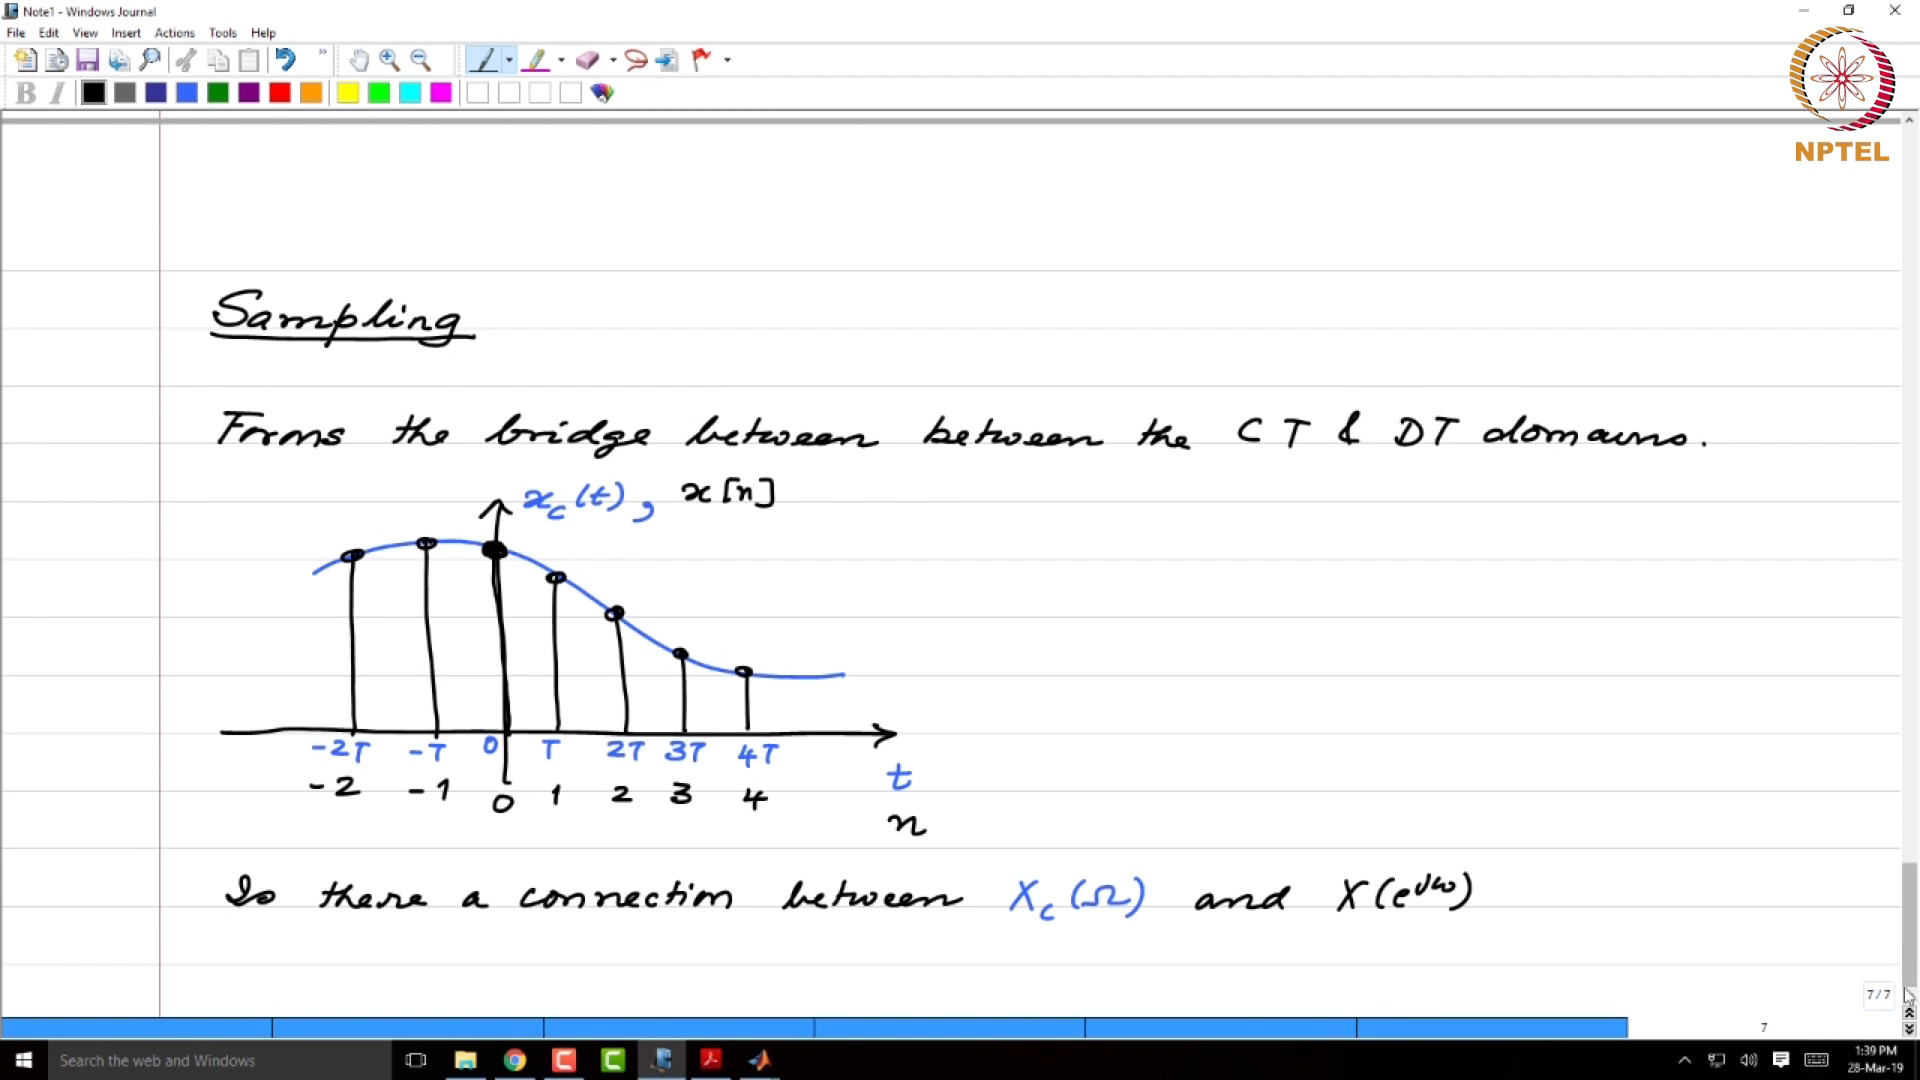 Note1 - Windows Journal
File Edit View Insert Actions Tools Help
B I
NPTEL
Sampling
Forms the bridge between between the CT & DT domains.
x_c(t), x[n]
-2T -T 0 T 2T 3T 4T
t
-2 -1 0 1 2 3 4
n
Is there a connection between X_c(Ω) and X(e^{jω})
7/7
7
Search the web and Windows
1:39 PM
28-Mar-19